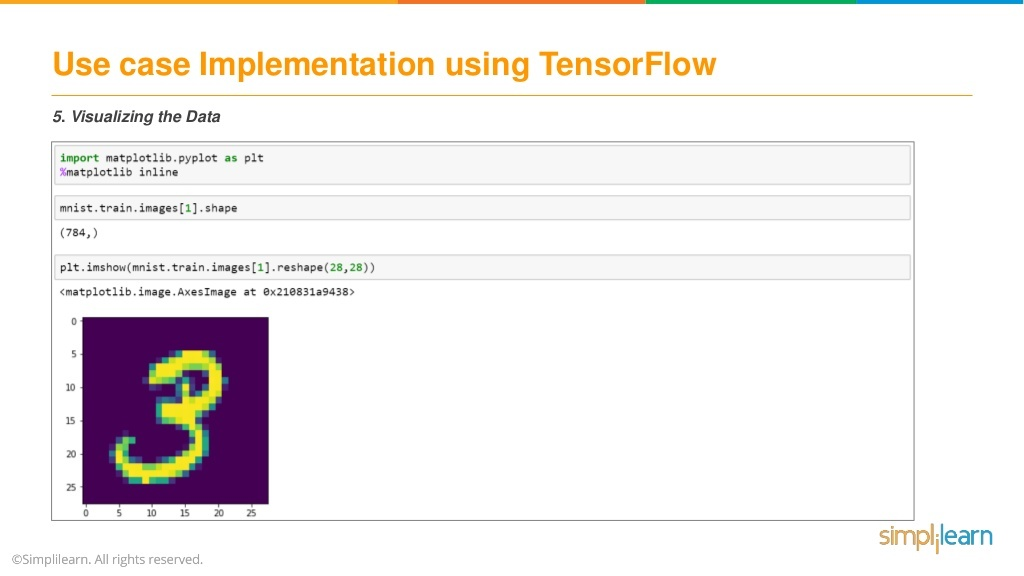 Use case Implementation using TensorFlow
5. Visualizing the Data
import matplotlib.pyplot as plt
%matplotlib inline
mnist.train.images[1].shape
(784,)
plt.imshow(mnist.train.images[1].reshape(28,28))
<matplotlib.image.AxesImage at 0x210831a9438>
0
5
10
15
20
25
0 5 10 15 20 25
simplilearn
©Simplilearn. All rights reserved.